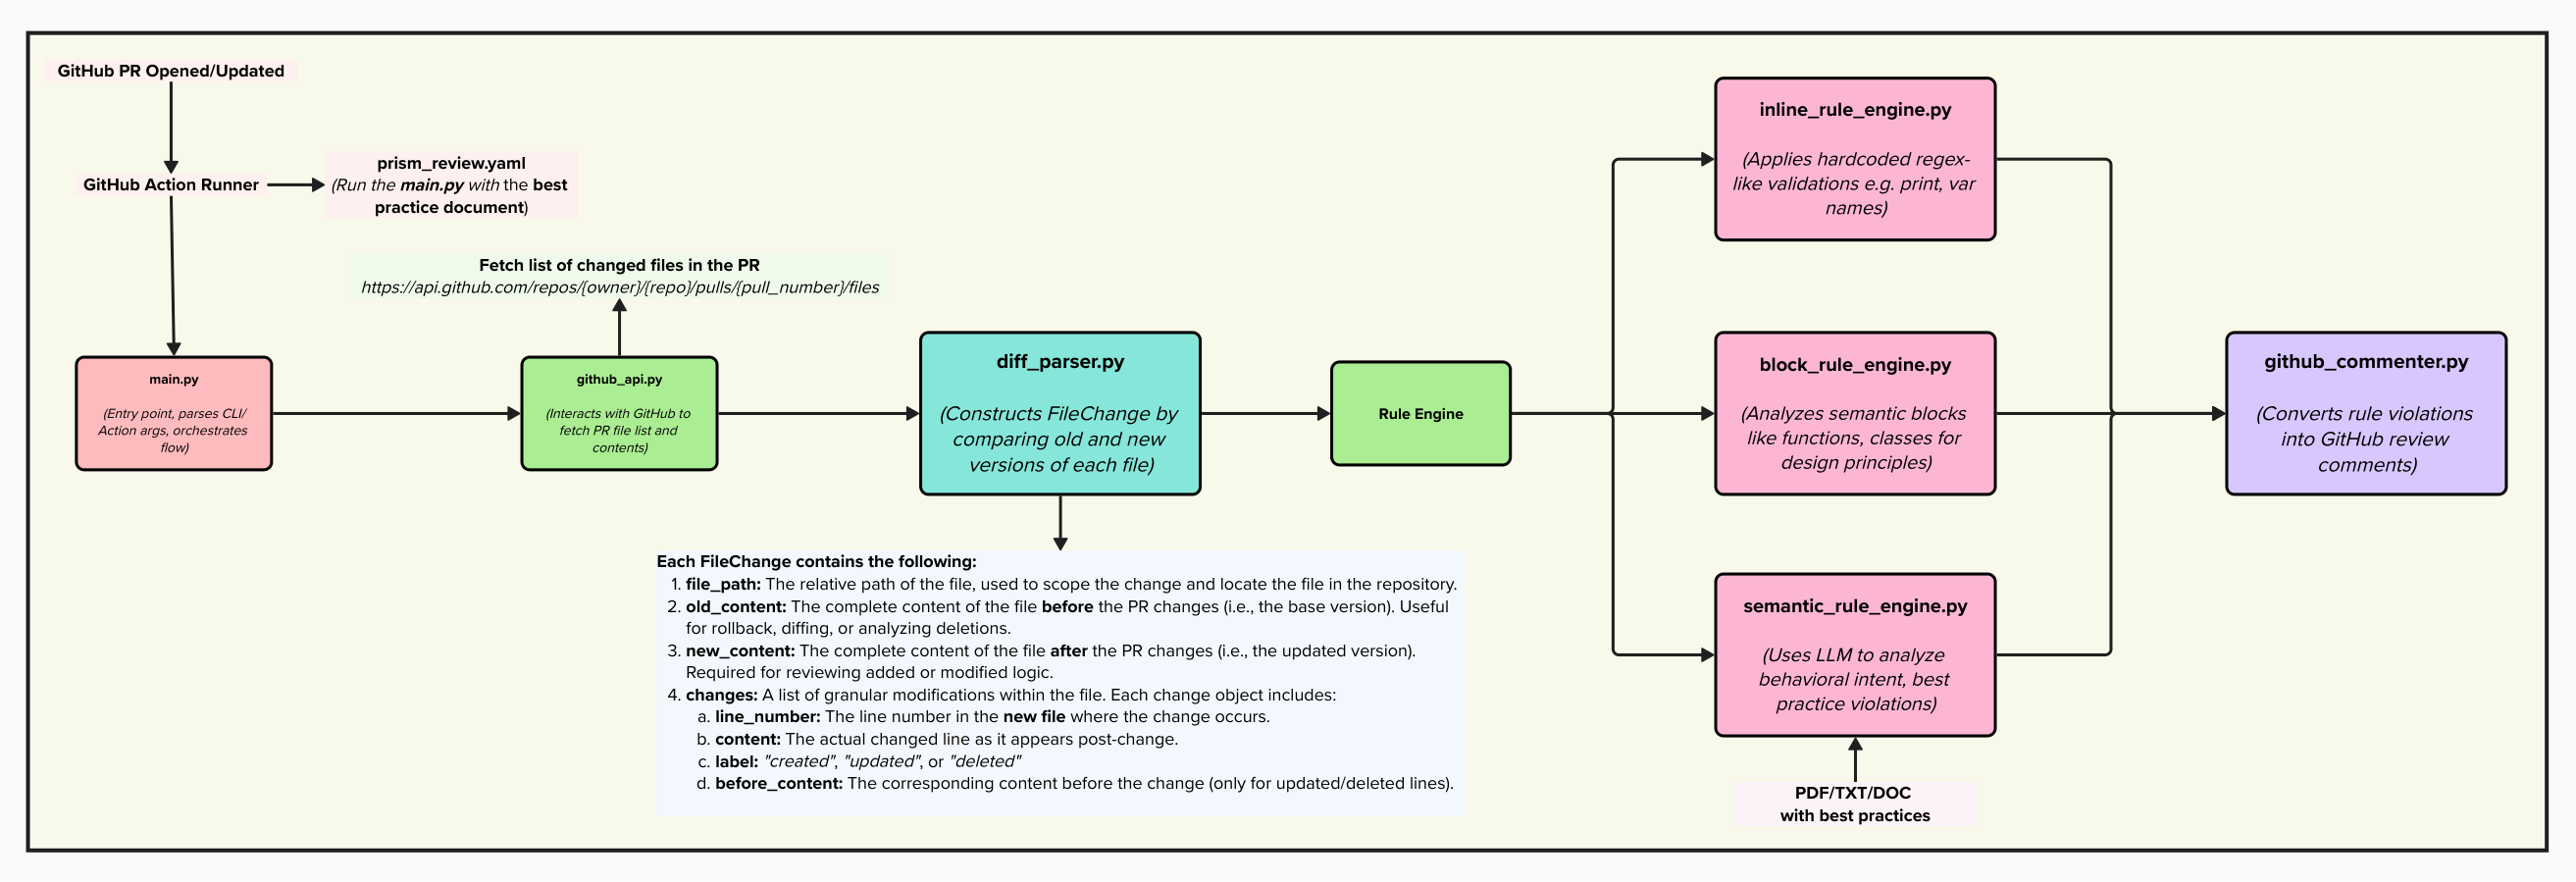 GitHub PR Opened/Updated
GitHub Action Runner
prism_review.yaml
(Run the main.py with the best
practice document)
Fetch list of changed files in the PR
https://api.github.com/repos/{owner}/{repo}/pulls/{pull_number}/files
main.py
(Entry point, parses CLI/
Action args, orchestrates
flow)
github_api.py
(Interacts with GitHub to
fetch PR file list and
contents)
diff_parser.py
(Constructs FileChange by
comparing old and new
versions of each file)
Each FileChange contains the following:
1. file_path: The relative path of the file, used to scope the change and locate the file in the repository.
2. old_content: The complete content of the file before the PR changes (i.e., the base version). Useful
for rollback, diffing, or analyzing deletions.
3. new_content: The complete content of the file after the PR changes (i.e., the updated version).
Required for reviewing added or modified logic.
4. changes: A list of granular modifications within the file. Each change object includes:
a. line_number: The line number in the new file where the change occurs.
b. content: The actual changed line as it appears post-change.
c. label: "created", "updated", or "deleted"
d. before_content: The corresponding content before the change (only for updated/deleted lines).
Rule Engine
inline_rule_engine.py
(Applies hardcoded regex-
like validations e.g. print, var
names)
block_rule_engine.py
(Analyzes semantic blocks
like functions, classes for
design principles)
semantic_rule_engine.py
(Uses LLM to analyze
behavioral intent, best
practice violations)
PDF/TXT/DOC
with best practices
github_commenter.py
(Converts rule violations
into GitHub review
comments)